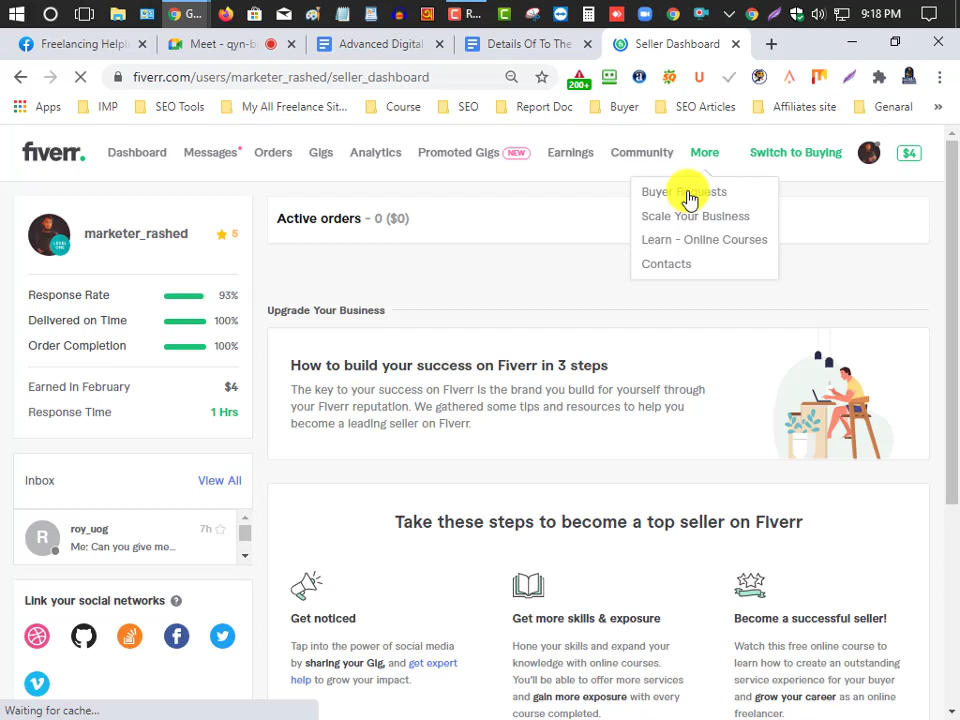 G...
R...
9:18 PM
Freelancing Help
Meet - qyn-b
Advanced Digital
Details Of To The
Seller Dashboard
fiverr.com/users/marketer_rashed/seller_dashboard
200+
Apps
IMP
SEO Tools
My All Freelance Sit...
Course
SEO
Report Doc
Buyer
SEO Articles
Affiliates site
Genaral
»
fiverr.
Dashboard
Messages
Orders
Gigs
Analytics
Promoted Gigs NEW
Earnings
Community
More
Switch to Buying
$4
Buyer Requests
Scale Your Business
Learn - Online Courses
Contacts
marketer_rashed
5
LEVEL ONE
Response Rate 93%
Delivered on Time 100%
Order Completion 100%
Earned in February $4
Response Time 1 Hrs
Inbox View All
R
roy_uog 7h
Me: Can you give me...
Link your social networks ?
Active orders - 0 ($0)
Upgrade Your Business
How to build your success on Fiverr in 3 steps
The key to your success on Fiverr is the brand you build for yourself through
your Fiverr reputation. We gathered some tips and resources to help you
become a leading seller on Fiverr.
Take these steps to become a top seller on Fiverr
Get noticed
Tap into the power of social media
by sharing your Gig, and get expert
help to grow your impact.
Get more skills & exposure
Hone your skills and expand your
knowledge with online courses.
You'll be able to offer more services
and gain more exposure with every
course completed.
Become a successful seller!
Watch this free online course to
learn how to create an outstanding
service experience for your buyer
and grow your career as an online
freelancer.
Waiting for cache...